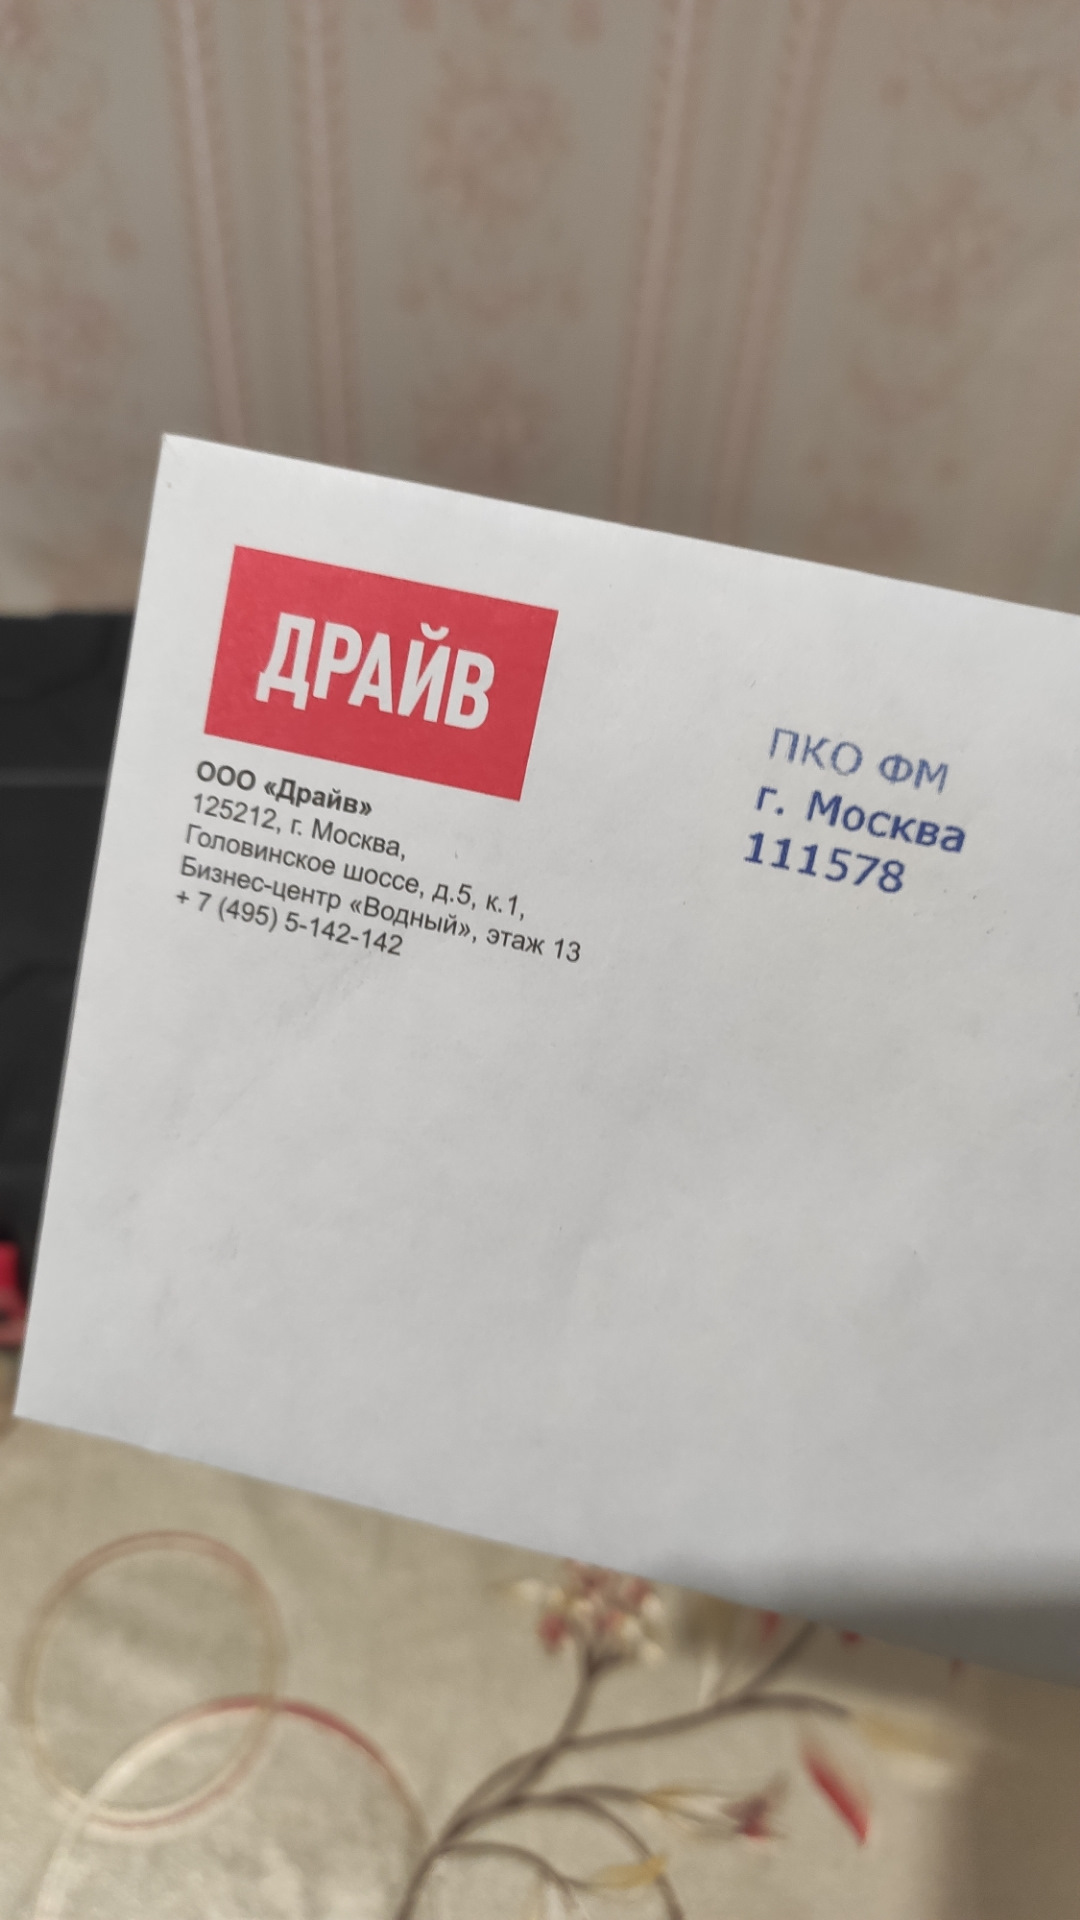 ДРАЙВ
ООО «Драйв»
125212, г. Москва,
Головинское шоссе, д.5, к.1,
Бизнес-центр «Водный», этаж 13
+ 7 (495) 5-142-142
ПКО ФМ
г. Москва
111578